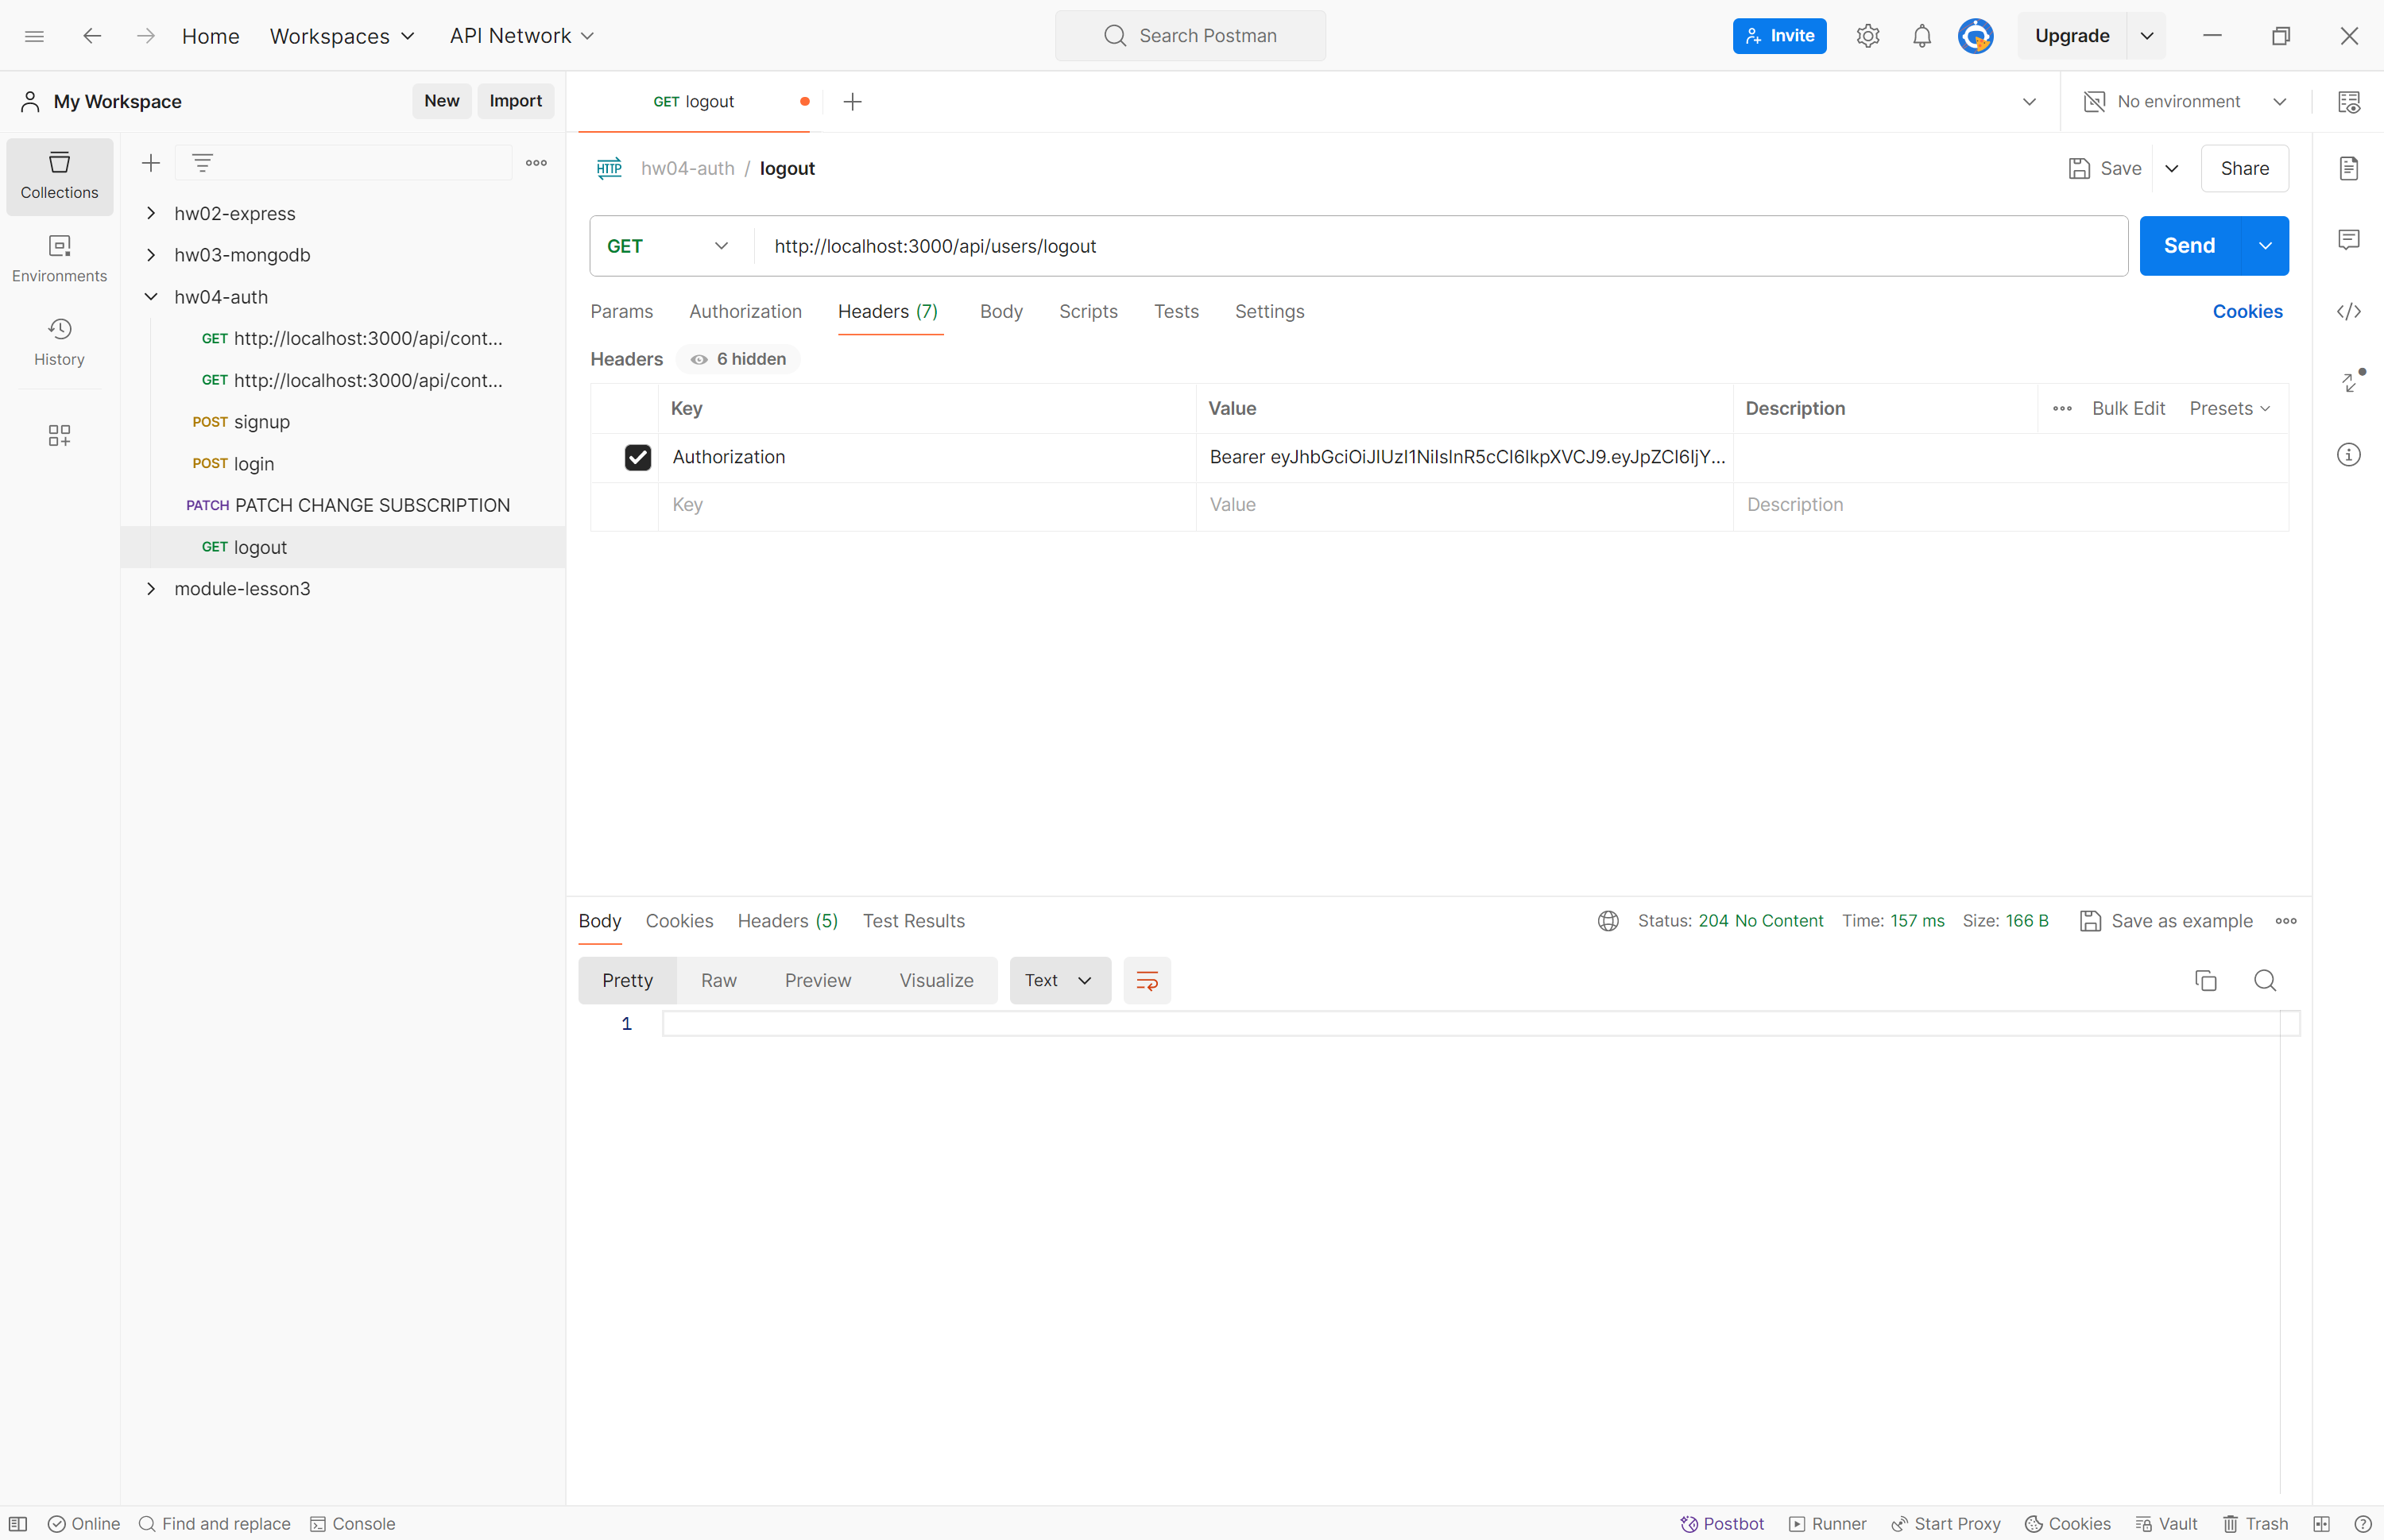 Home Workspaces API Network Search Postman Invite Upgrade
My Workspace New Import GET logout No environment
Collections
Environments
History
hw02-express
hw03-mongodb
hw04-auth
GET http://localhost:3000/api/cont...
GET http://localhost:3000/api/cont...
POST signup
POST login
PATCH PATCH CHANGE SUBSCRIPTION
GET logout
module-lesson3
HTTP hw04-auth / logout Save Share
GET http://localhost:3000/api/users/logout Send
Params Authorization Headers (7) Body Scripts Tests Settings Cookies
Headers 6 hidden
Key Value Description Bulk Edit Presets
Authorization Bearer eyJhbGciOiJIUzI1NiIsInR5cCI6IkpXVCJ9.eyJpZCI6IjY...
Key Value Description
Body Cookies Headers (5) Test Results Status: 204 No Content Time: 157 ms Size: 166 B Save as example
Pretty Raw Preview Visualize Text
1
Online Find and replace Console Postbot Runner Start Proxy Cookies Vault Trash